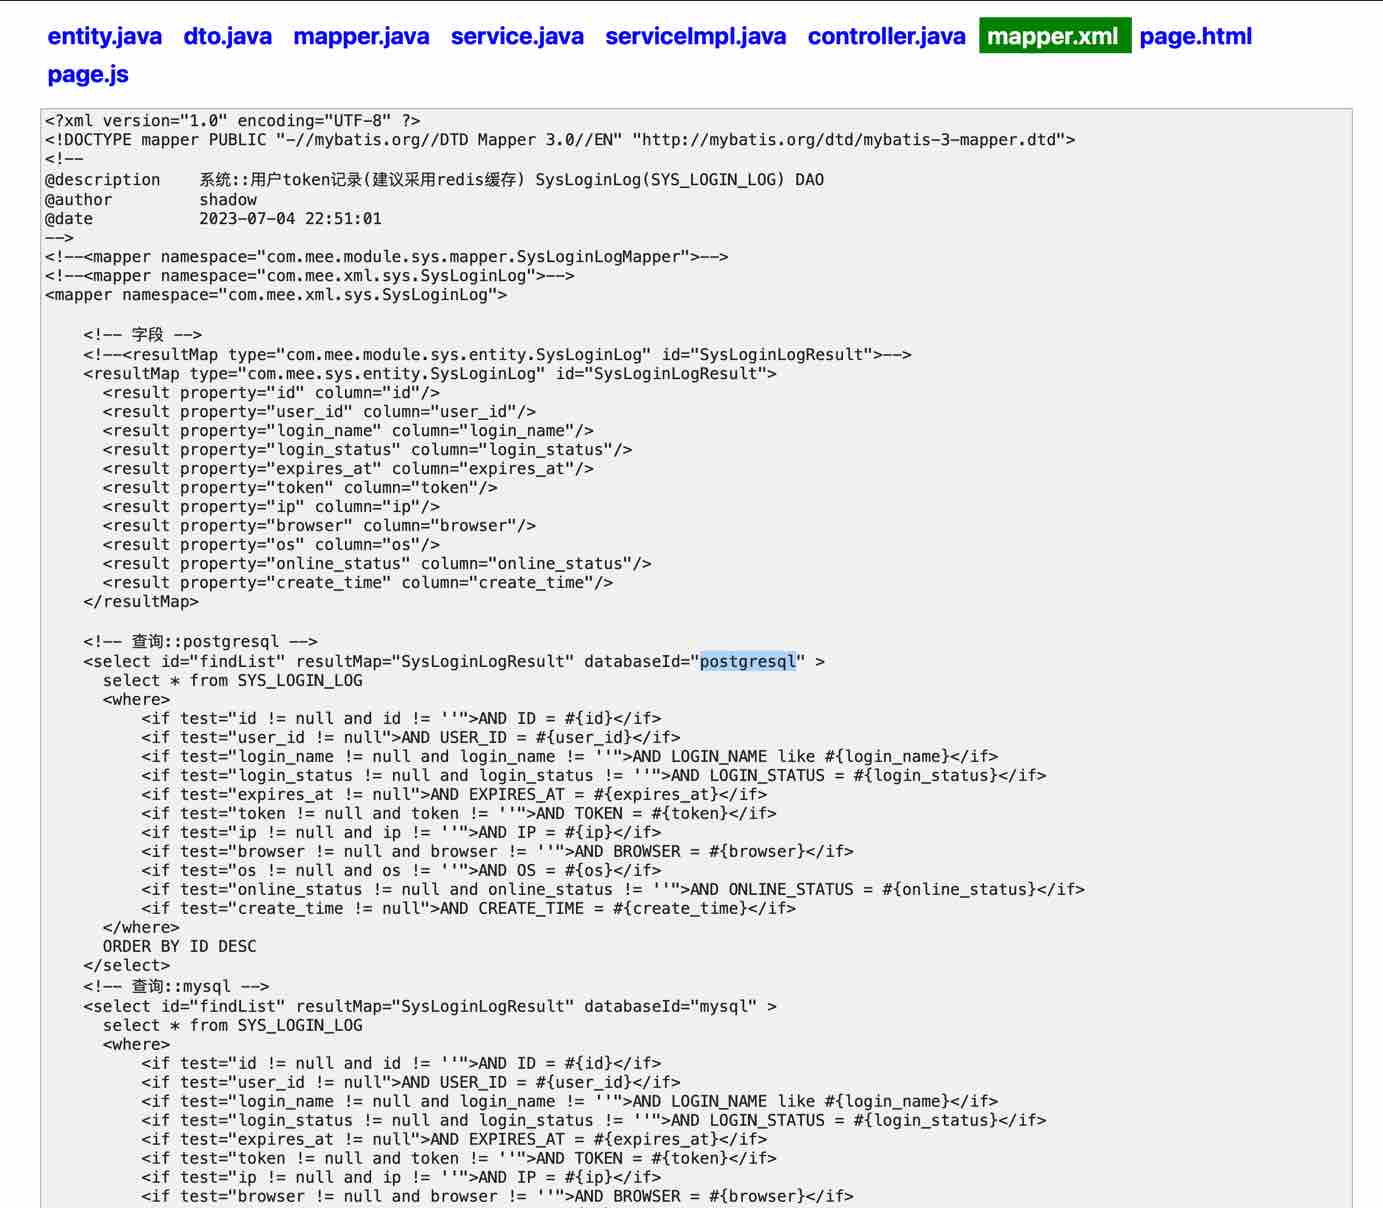 entity.java dto.java mapper.java service.java serviceImpl.java controller.java mapper.xml page.html
page.js
<?xml version="1.0" encoding="UTF-8" ?>
<!DOCTYPE mapper PUBLIC "-//mybatis.org//DTD Mapper 3.0//EN" "http://mybatis.org/dtd/mybatis-3-mapper.dtd">
<!--
@description    系统::用户token记录(建议采用redis缓存) SysLoginLog(SYS_LOGIN_LOG) DAO
@author         shadow
@date           2023-07-04 22:51:01
-->
<!--<mapper namespace="com.mee.module.sys.mapper.SysLoginLogMapper">-->
<!--<mapper namespace="com.mee.xml.sys.SysLoginLog">-->
<mapper namespace="com.mee.xml.sys.SysLoginLog">
    <!-- 字段 -->
    <!--<resultMap type="com.mee.module.sys.entity.SysLoginLog" id="SysLoginLogResult">-->
    <resultMap type="com.mee.sys.entity.SysLoginLog" id="SysLoginLogResult">
      <result property="id" column="id"/>
      <result property="user_id" column="user_id"/>
      <result property="login_name" column="login_name"/>
      <result property="login_status" column="login_status"/>
      <result property="expires_at" column="expires_at"/>
      <result property="token" column="token"/>
      <result property="ip" column="ip"/>
      <result property="browser" column="browser"/>
      <result property="os" column="os"/>
      <result property="online_status" column="online_status"/>
      <result property="create_time" column="create_time"/>
    </resultMap>
    <!-- 查询::postgresql -->
    <select id="findList" resultMap="SysLoginLogResult" databaseId="postgresql" >
      select * from SYS_LOGIN_LOG
      <where>
          <if test="id != null and id != ''">AND ID = #{id}</if>
          <if test="user_id != null">AND USER_ID = #{user_id}</if>
          <if test="login_name != null and login_name != ''">AND LOGIN_NAME like #{login_name}</if>
          <if test="login_status != null and login_status != ''">AND LOGIN_STATUS = #{login_status}</if>
          <if test="expires_at != null">AND EXPIRES_AT = #{expires_at}</if>
          <if test="token != null and token != ''">AND TOKEN = #{token}</if>
          <if test="ip != null and ip != ''">AND IP = #{ip}</if>
          <if test="browser != null and browser != ''">AND BROWSER = #{browser}</if>
          <if test="os != null and os != ''">AND OS = #{os}</if>
          <if test="online_status != null and online_status != ''">AND ONLINE_STATUS = #{online_status}</if>
          <if test="create_time != null">AND CREATE_TIME = #{create_time}</if>
      </where>
      ORDER BY ID DESC
    </select>
    <!-- 查询::mysql -->
    <select id="findList" resultMap="SysLoginLogResult" databaseId="mysql" >
      select * from SYS_LOGIN_LOG
      <where>
          <if test="id != null and id != ''">AND ID = #{id}</if>
          <if test="user_id != null">AND USER_ID = #{user_id}</if>
          <if test="login_name != null and login_name != ''">AND LOGIN_NAME like #{login_name}</if>
          <if test="login_status != null and login_status != ''">AND LOGIN_STATUS = #{login_status}</if>
          <if test="expires_at != null">AND EXPIRES_AT = #{expires_at}</if>
          <if test="token != null and token != ''">AND TOKEN = #{token}</if>
          <if test="ip != null and ip != ''">AND IP = #{ip}</if>
          <if test="browser != null and browser != ''">AND BROWSER = #{browser}</if>